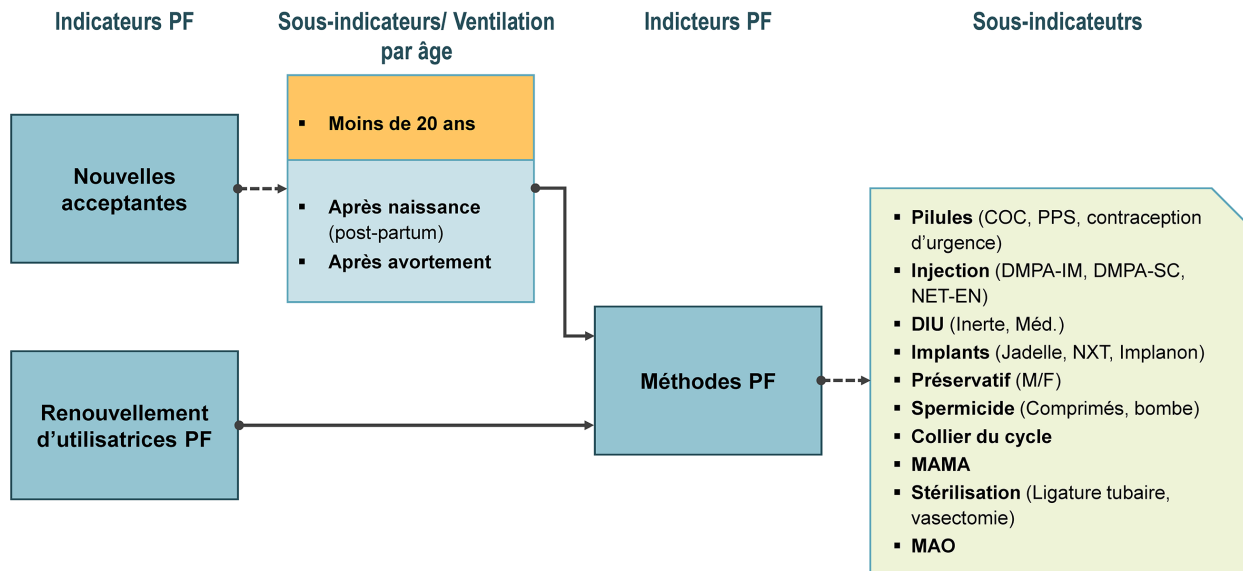 Indicateurs PF
Sous-indicateurs/ Ventilation
par âge
Indicteurs PF
Sous-indicateutrs
Nouvelles
acceptantes
▪ Moins de 20 ans
▪ Après naissance
(post-partum)
▪ Après avortement
Renouvellement
d'utilisatrices PF
Méthodes PF
▪ Pilules (COC, PPS, contraception
d'urgence)
▪ Injection (DMPA-IM, DMPA-SC,
NET-EN)
▪ DIU (Inerte, Méd.)
▪ Implants (Jadelle, NXT, Implanon)
▪ Préservatif (M/F)
▪ Spermicide (Comprimés, bombe)
▪ Collier du cycle
▪ MAMA
▪ Stérilisation (Ligature tubaire,
vasectomie)
▪ MAO